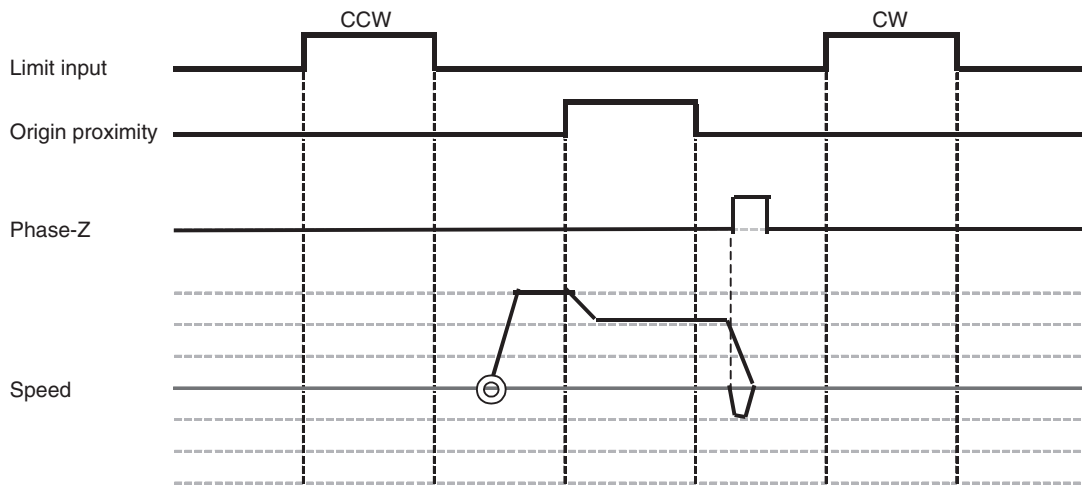 CCW
CW
Limit input
Origin proximity
Phase-Z
Speed